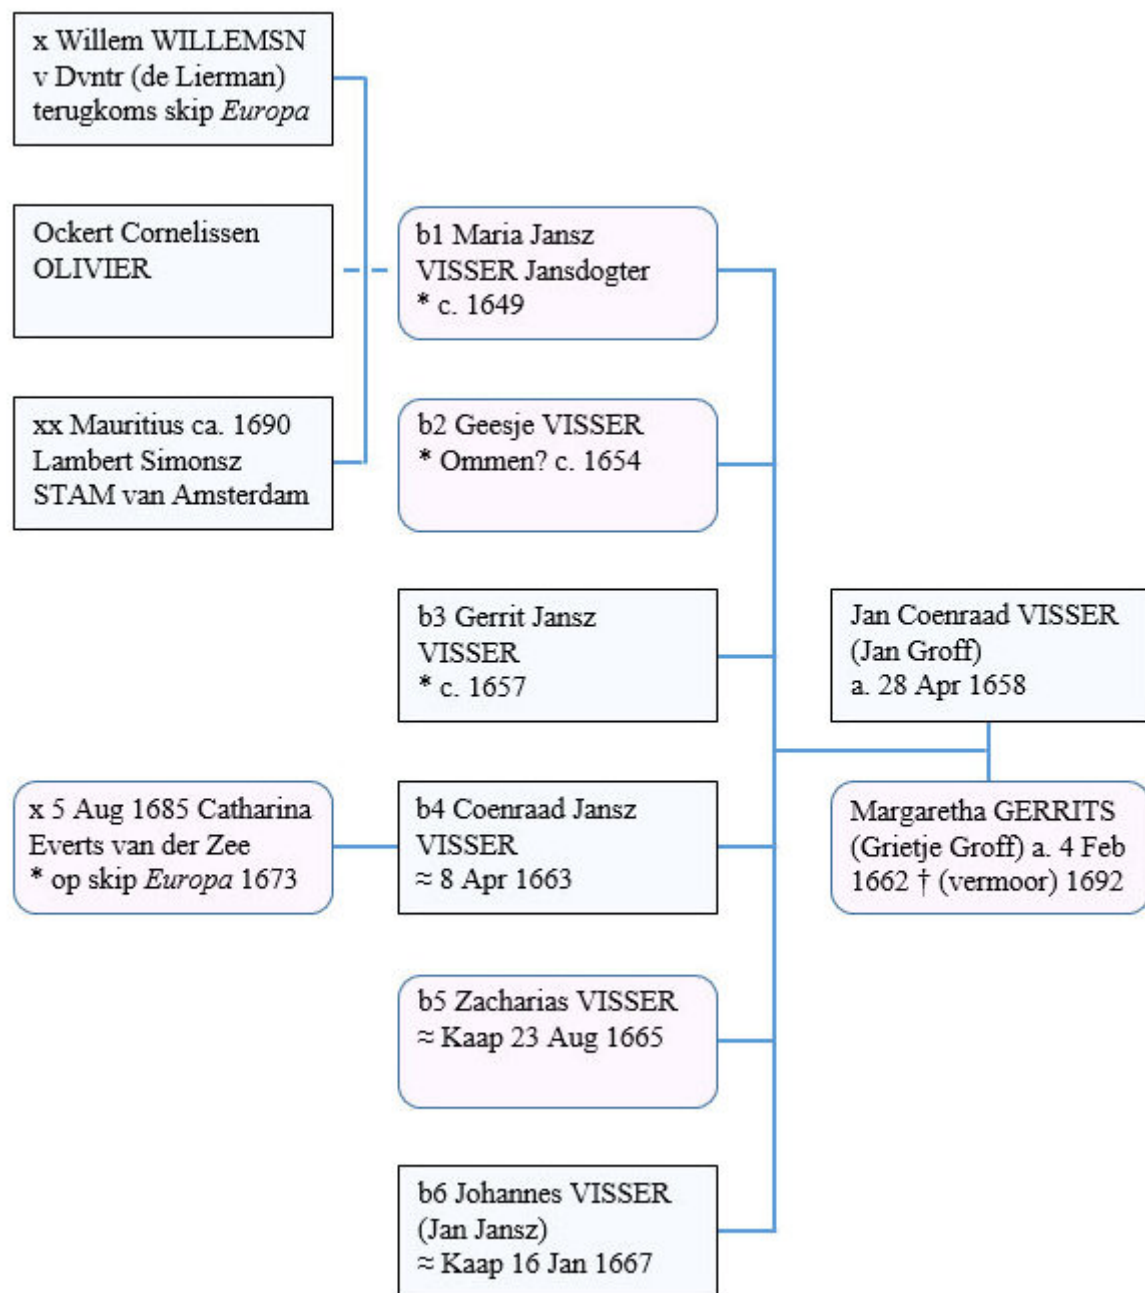 x Willem WILLEMSN
v Dvntr (de Lierman)
terugkoms skip Europa
Ockert Cornelissen
OLIVIER
xx Mauritius ca. 1690
Lambert Simonsz
STAM van Amsterdam
b1 Maria Jansz
VISSER Jansdogter
* c. 1649
b2 Geesje VISSER
* Ommen? c. 1654
b3 Gerrit Jansz
VISSER
* c. 1657
x 5 Aug 1685 Catharina
Everts van der Zee
* op skip Europa 1673
b4 Coenraad Jansz
VISSER
≈ 8 Apr 1663
b5 Zacharias VISSER
≈ Kaap 23 Aug 1665
b6 Johannes VISSER
(Jan Jansz)
≈ Kaap 16 Jan 1667
Jan Coenraad VISSER
(Jan Groff)
a. 28 Apr 1658
Margaretha GERRITS
(Grietje Groff) a. 4 Feb
1662 † (vermoor) 1692